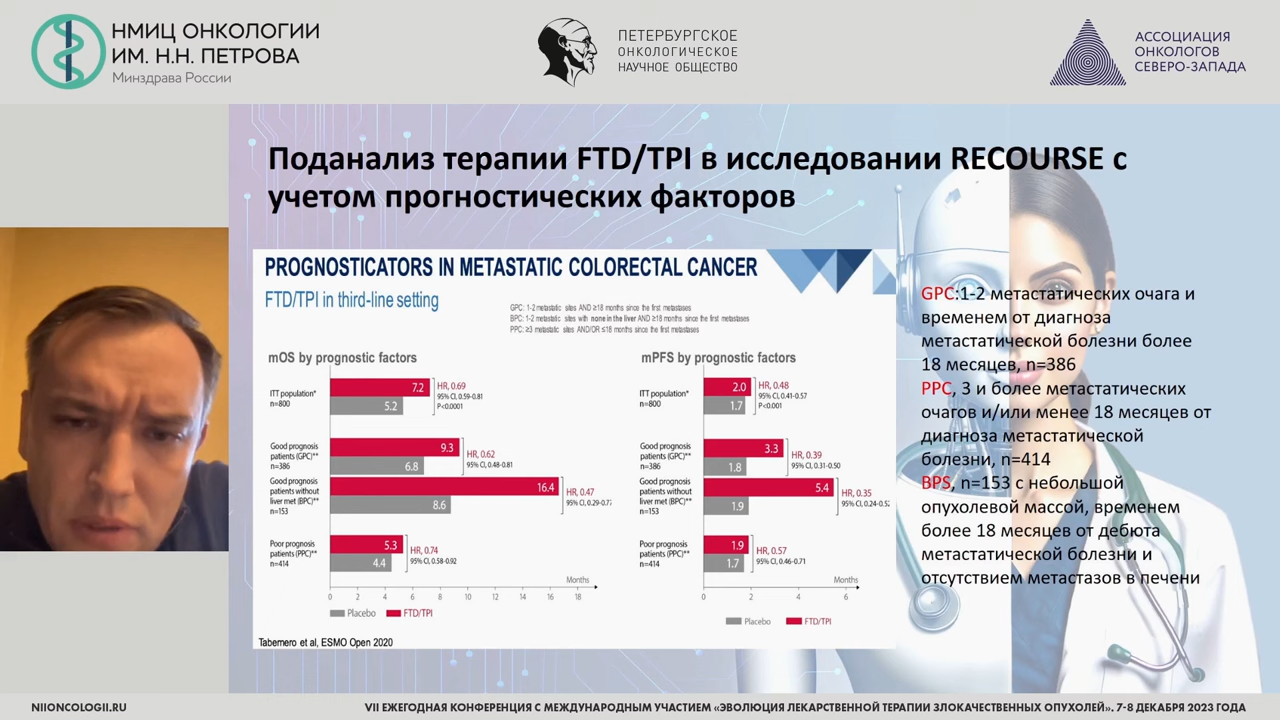 НМИЦ ОНКОЛОГИИ
ИМ. Н.Н. ПЕТРОВА
Минздрава России
ПЕТЕРБУРГСКОЕ
ОНКОЛОГИЧЕСКОЕ
НАУЧНОЕ ОБЩЕСТВО
АССОЦИАЦИЯ
ОНКОЛОГОВ
СЕВЕРО-ЗАПАДА
Поданализ терапии FTD/TPI в исследовании RECOURSE с
учетом прогностических факторов
PROGNOSTICATORS IN METASTATIC COLORECTAL CANCER
FTD/TPI in third-line setting
GPC: 1-2 metastatic sites AND ≥18 months since the first metastases
BPC: 1-2 metastatic sites with none in the liver AND ≥18 months since the first metastases
PPC: ≥3 metastatic sites AND/OR ≤18 months since the first metastases
mOS by prognostic factors
ITT population*
n=800
7.2
5.2
HR, 0.69
95% CI, 0.59-0.81
P<0.0001
Good prognosis
patients (GPC)**
n=386
9.3
6.8
HR, 0.62
95% CI, 0.48-0.81
Good prognosis
patients without
liver met (BPC)**
n=153
16.4
8.6
HR, 0.47
95% CI, 0.29-0.77
Poor prognosis
patients (PPC)**
n=414
5.3
4.4
HR, 0.74
95% CI, 0.58-0.92
Months
0 2 4 6 8 10 12 14 16 18
Placebo FTD/TPI
mPFS by prognostic factors
ITT population*
n=800
2.0
1.7
HR, 0.48
95% CI, 0.41-0.57
P<0.001
Good prognosis
patients (GPC)**
n=386
3.3
1.8
HR, 0.39
95% CI, 0.31-0.50
Good prognosis
patients without
liver met (BPC)**
n=153
5.4
1.9
HR, 0.35
95% CI, 0.24-0.5
Poor prognosis
patients (PPC)**
n=414
1.9
1.7
HR, 0.57
95% CI, 0.46-0.71
Months
0 2 4 6
Placebo FTD/TPI
Tabernero et al, ESMO Open 2020
GPC:1-2 метастатических очага и
временем от диагноза
метастатической болезни более
18 месяцев, n=386
PPC, 3 и более метастатических
очагов и/или менее 18 месяцев от
диагноза метастатической
болезни, n=414
BPS, n=153 с небольшой
опухолевой массой, временем
более 18 месяцев от дебюта
метастатической болезни и
отсутствием метастазов в печени
NIIONCOLOGII.RU
VII ЕЖЕГОДНАЯ КОНФЕРЕНЦИЯ С МЕЖДУНАРОДНЫМ УЧАСТИЕМ «ЭВОЛЮЦИЯ ЛЕКАРСТВЕННОЙ ТЕРАПИИ ЗЛОКАЧЕСТВЕННЫХ ОПУХОЛЕЙ». 7-8 ДЕКАБРЯ 2023 ГОДА